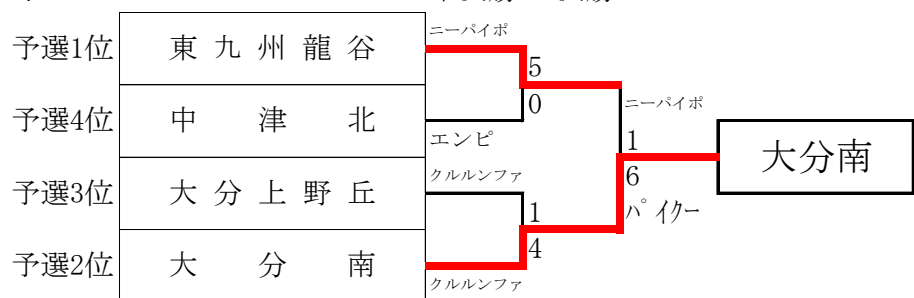 ニーパイポ
予選1位 東九州龍谷
5
0
ニーパイポ
予選4位 中津北
エンピ
1
大分南
クルルンファ
6
予選3位 大分上野丘
パイクー
1
4
予選2位 大分南
クルルンファ